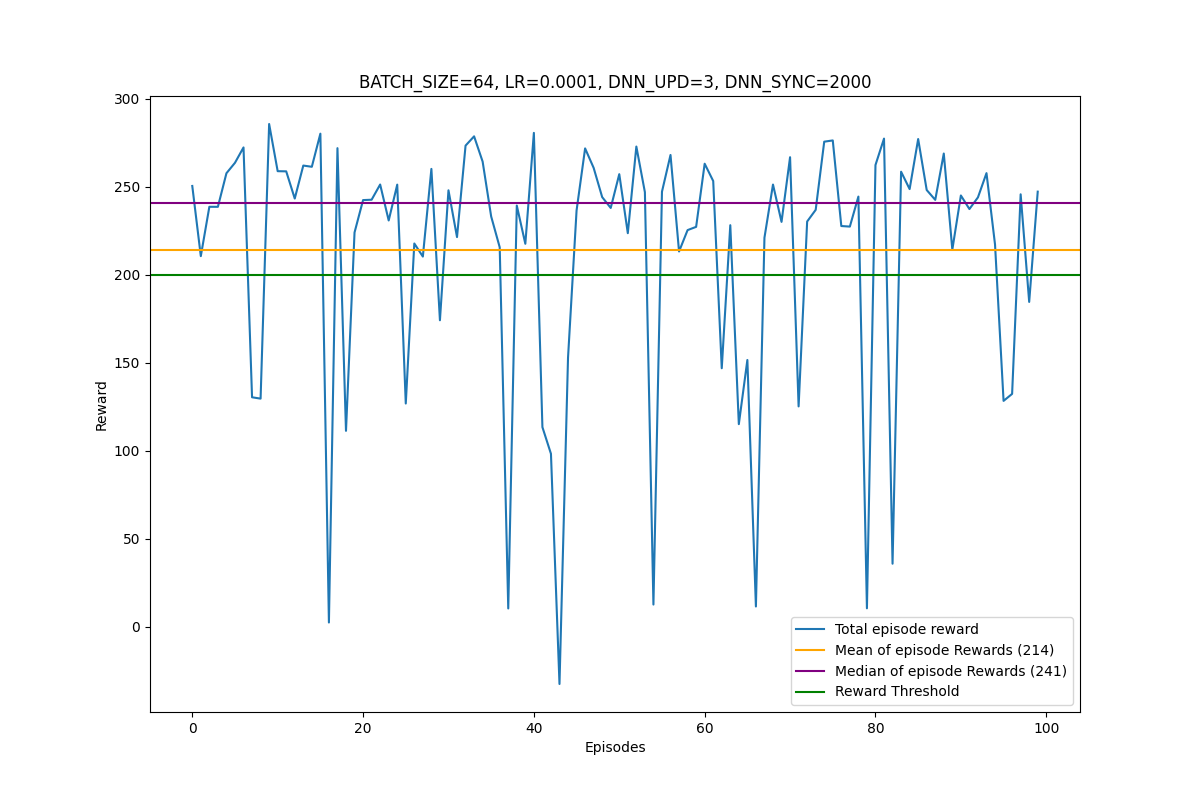 BATCH_SIZE=64, LR=0.0001, DNN_UPD=3, DNN_SYNC=2000
300
250
200
150
100
50
0
Reward
0 20 40 60 80 100
Episodes
Total episode reward
Mean of episode Rewards (214)
Median of episode Rewards (241)
Reward Threshold